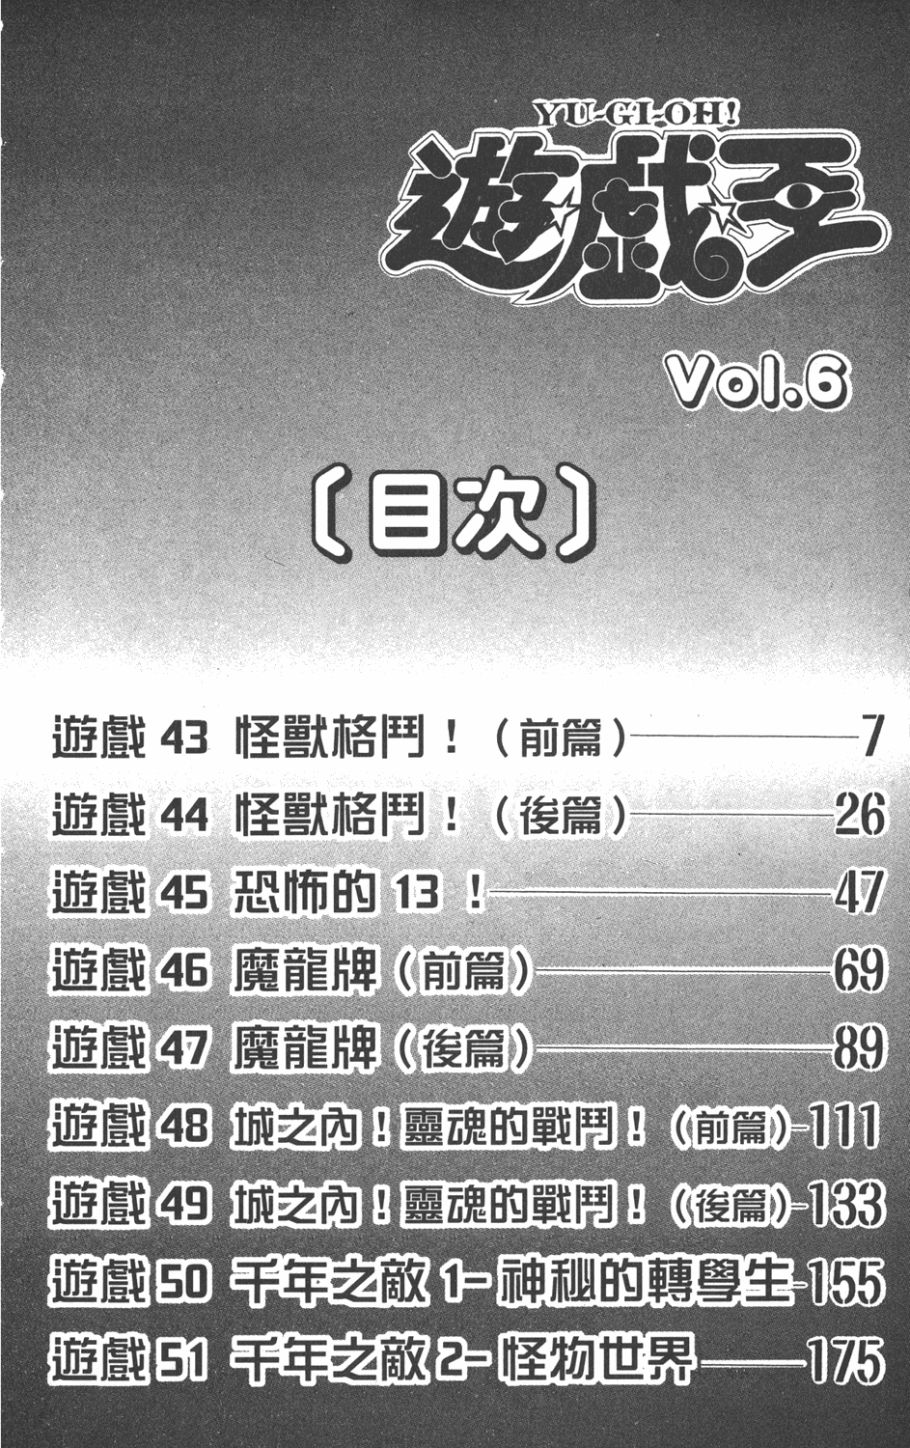 YU-GI-OH!
遊戲王
Vol.6
〔目次〕
遊戲 43 怪獸格鬥！（前篇） 7
遊戲 44 怪獸格鬥！（後篇） 26
遊戲 45 恐怖的 13 ！ 47
遊戲 46 魔龍牌（前篇） 69
遊戲 47 魔龍牌（後篇） 89
遊戲 48 城之內！靈魂的戰鬥！（前篇） 111
遊戲 49 城之內！靈魂的戰鬥！（後篇） 133
遊戲 50 千年之敵 1-神秘的轉學生 155
遊戲 51 千年之敵 2-怪物世界 175